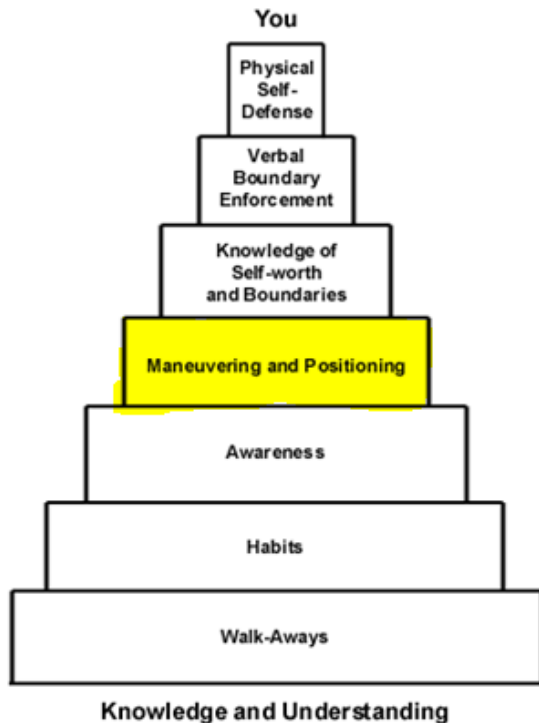 You
Physical
Self-
Defense
Verbal
Boundary
Enforcement
Knowledge of
Self-worth
and Boundaries
Maneuvering and Positioning
Awareness
Habits
Walk-Aways
Knowledge and Understanding